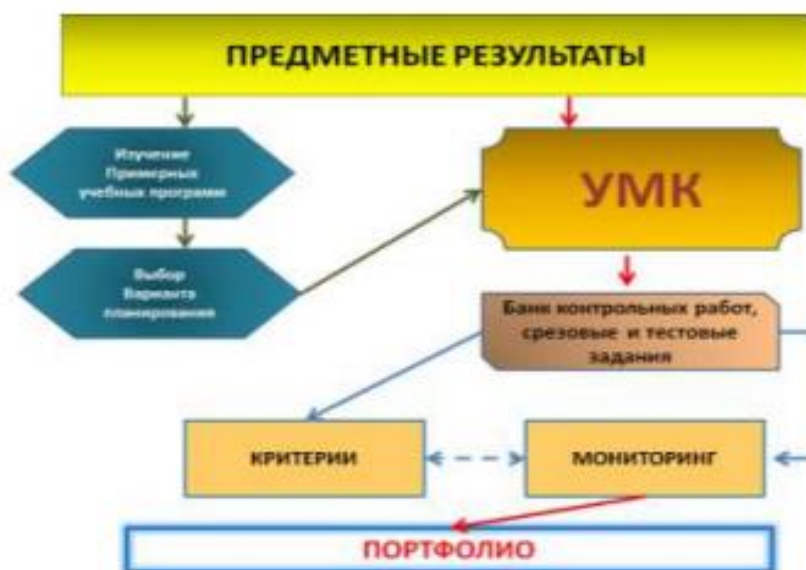 ПРЕДМЕТНЫЕ РЕЗУЛЬТАТЫ
Изучение
Примерных
учебных программ
УМК
Выбор
Варианта
планирования
Банк контрольных работ,
срезовые и тестовые
задания
КРИТЕРИИ
МОНИТОРИНГ
ПОРТФОЛИО